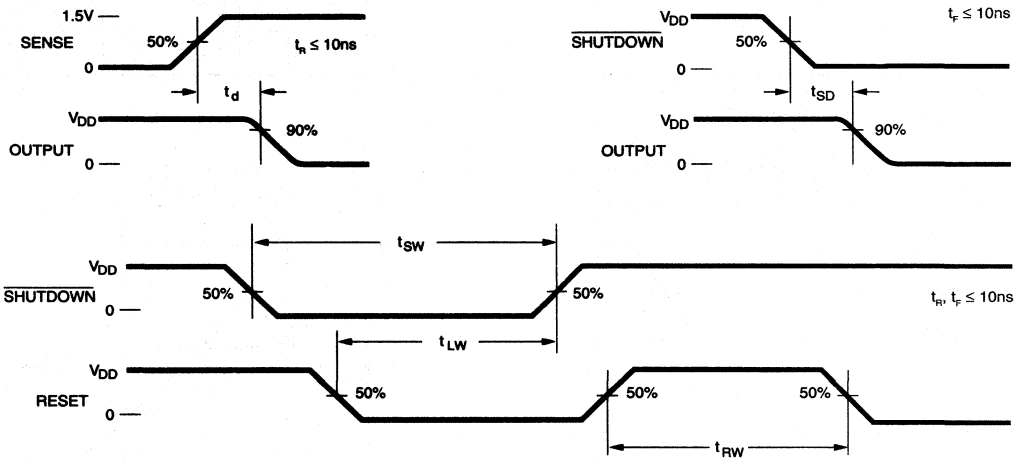 1.5V
SENSE
50%
t_R ≤ 10ns
0
t_d
V_DD
90%
OUTPUT
0
V_DD
t_F ≤ 10ns
S̅H̅U̅T̅D̅O̅W̅N̅
50%
0
t_SD
V_DD
90%
OUTPUT
0
t_SW
V_DD
S̅H̅U̅T̅D̅O̅W̅N̅
50%
50%
t_R, t_F ≤ 10ns
0
t_LW
V_DD
RESET
50%
50%
50%
0
t_RW